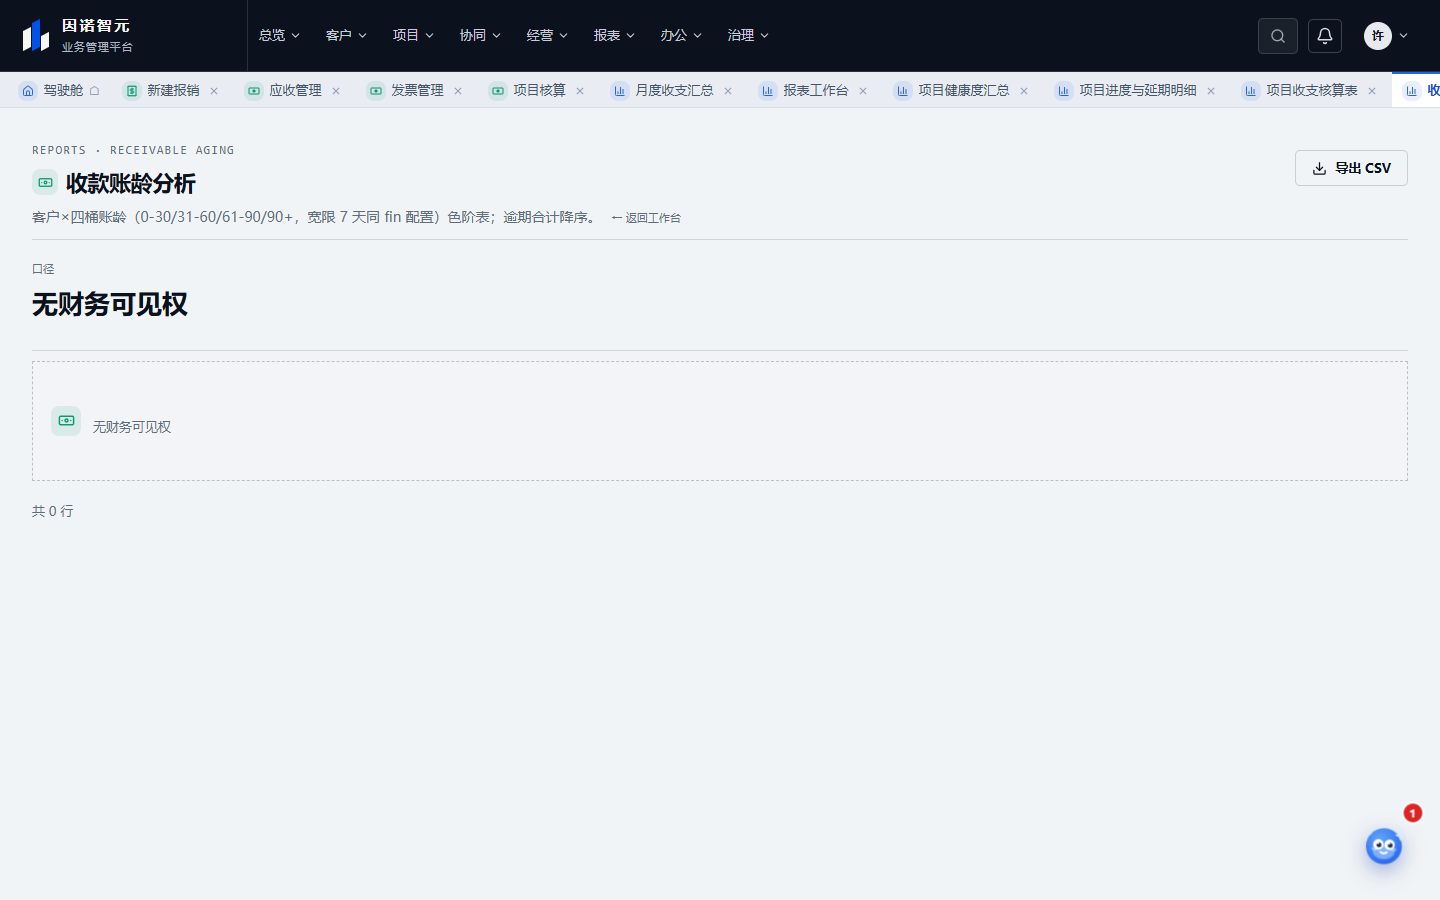 因诺智元
业务管理平台
总览
客户
项目
协同
经营
报表
办公
治理
许
驾驶舱
新建报销
应收管理
发票管理
项目核算
月度收支汇总
报表工作台
项目健康度汇总
项目进度与延期明细
项目收支核算表
收
REPORTS · RECEIVABLE AGING
收款账龄分析
客户×四桶账龄（0-30/31-60/61-90/90+，宽限 7 天同 fin 配置）色阶表；逾期合计降序。 ←返回工作台
导出 CSV
口径
无财务可见权
无财务可见权
共 0 行
1